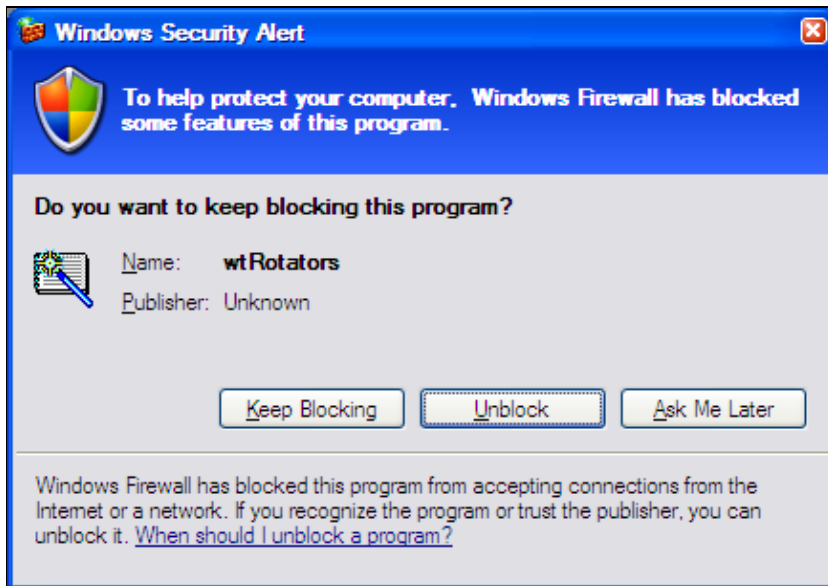 Windows Security Alert
To help protect your computer, Windows Firewall has blocked
some features of this program.
Do you want to keep blocking this program?
Name: wtRotators
Publisher: Unknown
Keep Blocking Unblock Ask Me Later
Windows Firewall has blocked this program from accepting connections from the
Internet or a network. If you recognize the program or trust the publisher, you can
unblock it. When should I unblock a program?